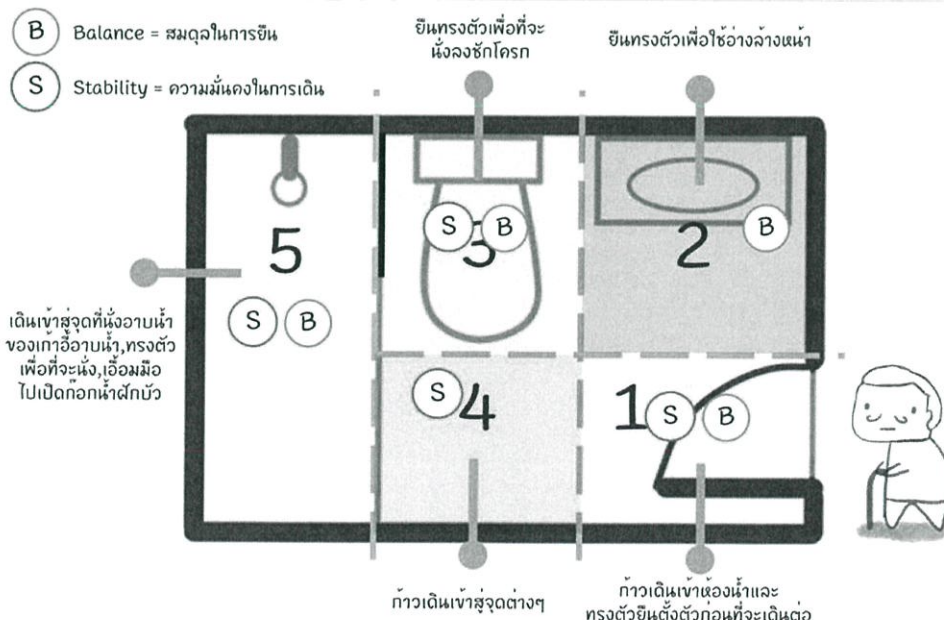 B Balance = สมดุลในการยืน
S Stability = ความมั่นคงในการเดิน
ยืนทรงตัวเพื่อที่จะ
นั่งลงชักโครก
ยืนทรงตัวเพื่อใช้อ่างล้างหน้า
5
S B
3
S B
2
B
เดินเข้าสู่จุดที่นั่งอาบน้ำ
ของเก้าอี้อาบน้ำ,ทรงตัว
เพื่อที่จะนั่ง,เอื้อมมือ
ไปเปิดก๊อกน้ำฝักบัว
S 4
1 S B
ก้าวเดินเข้าสู่จุดต่างๆ
ก้าวเดินเข้าห้องน้ำและ
ทรงตัวยืนตั้งตัวก่อนที่จะเดินต่อ